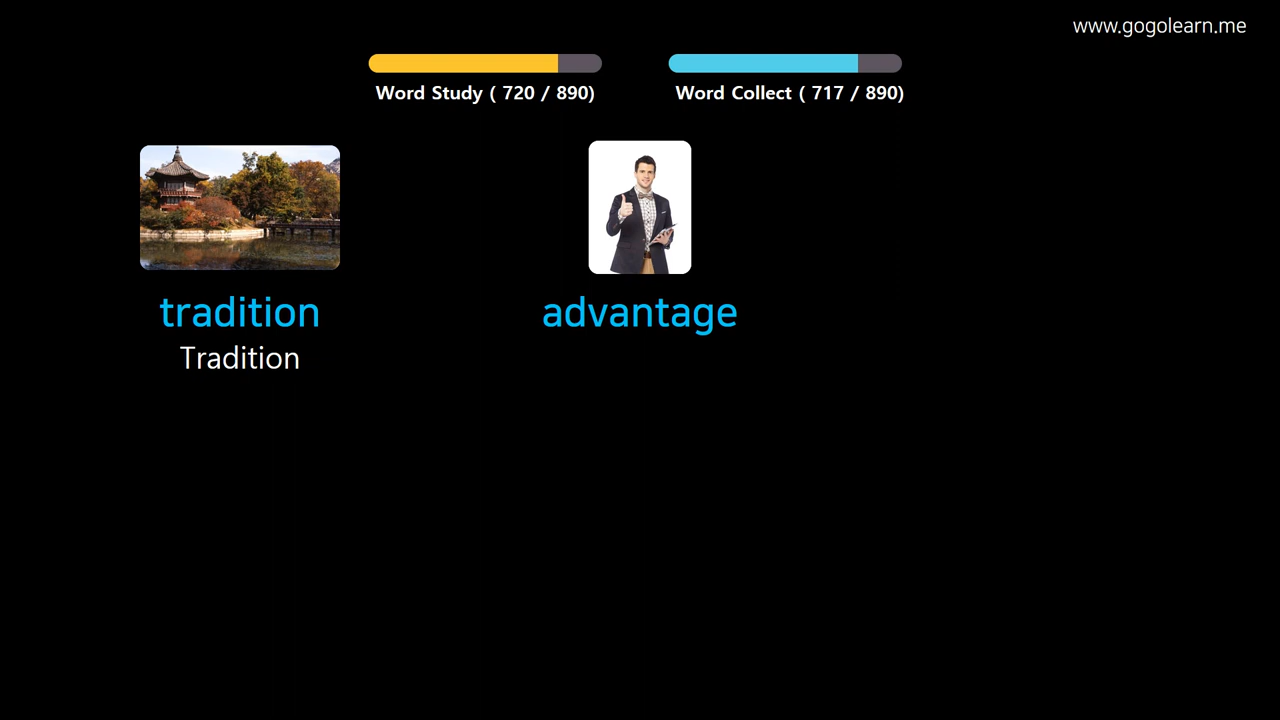 www.gogolearn.me
Word Study ( 720 / 890)
Word Collect ( 717 / 890)
tradition
Tradition
advantage